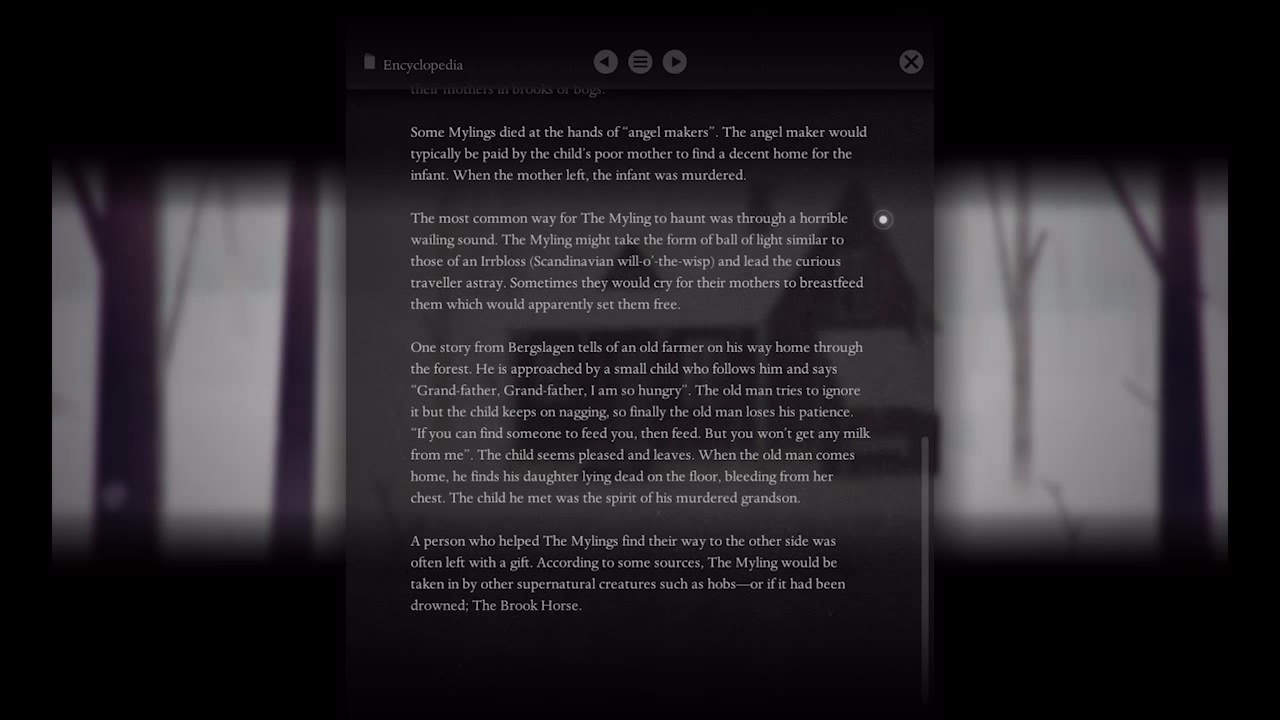 Encyclopedia
their mothers in brooks or bogs.
Some Mylings died at the hands of “angel makers”. The angel maker would
typically be paid by the child's poor mother to find a decent home for the
infant. When the mother left, the infant was murdered.
The most common way for The Myling to haunt was through a horrible
wailing sound. The Myling might take the form of ball of light similar to
those of an Irrbloss (Scandinavian will-o'-the-wisp) and lead the curious
traveller astray. Sometimes they would cry for their mothers to breastfeed
them which would apparently set them free.
One story from Bergslagen tells of an old farmer on his way home through
the forest. He is approached by a small child who follows him and says
“Grand-father, Grand-father, I am so hungry”. The old man tries to ignore
it but the child keeps on nagging, so finally the old man loses his patience.
“If you can find someone to feed you, then feed. But you won't get any milk
from me”. The child seems pleased and leaves. When the old man comes
home, he finds his daughter lying dead on the floor, bleeding from her
chest. The child he met was the spirit of his murdered grandson.
A person who helped The Mylings find their way to the other side was
often left with a gift. According to some sources, The Myling would be
taken in by other supernatural creatures such as hobs—or if it had been
drowned; The Brook Horse.